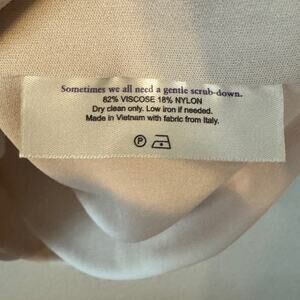 Sometimes we all need a gentle scrub-down.
82% VISCOSE 18% NYLON
Dry clean only. Low iron if needed.
Made in Vietnam with fabric from Italy.
P